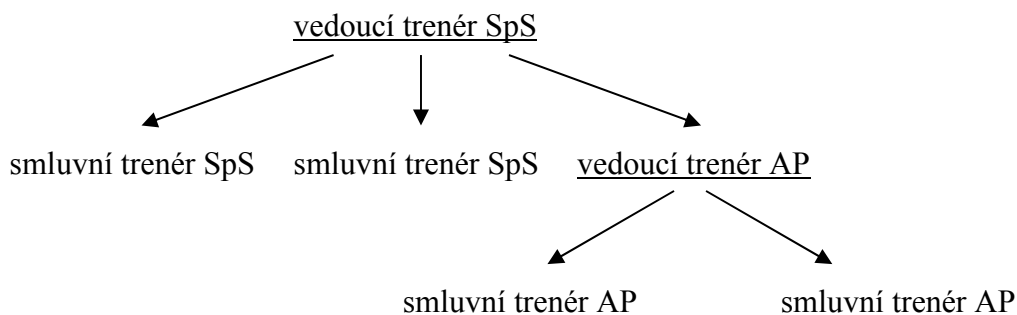 vedoucí trenér SpS
smluvní trenér SpS smluvní trenér SpS vedoucí trenér AP
smluvní trenér AP smluvní trenér AP